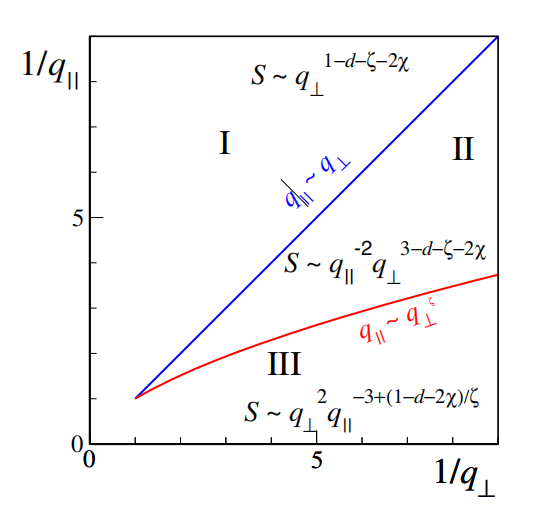 1/q||
S ~ q⊥^1−d−ζ−2χ
I
II
q|| ~ q⊥
5
S ~ q||^-2 q⊥^3−d−ζ−2χ
q|| ~ q⊥^ζ
III
S ~ q⊥^2 q||^−3+(1−d−2χ)/ζ
0
0
5
1/q⊥